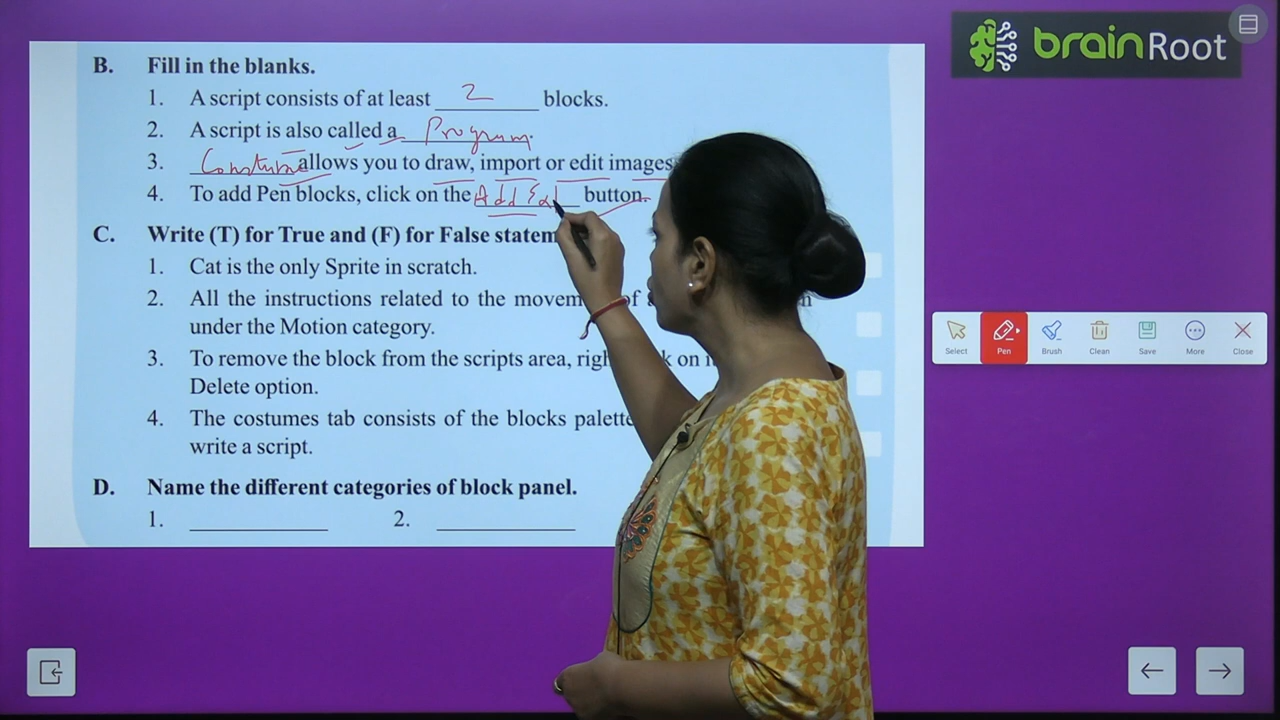 brainRoot
B. Fill in the blanks.
1. A script consists of at least 2 blocks.
2. A script is also called a Program.
3. allows you to draw, import or edit images
4. To add Pen blocks, click on the Add button.
C. Write (T) for True and (F) for False statem
1. Cat is the only Sprite in scratch.
2. All the instructions related to the movem of
under the Motion category.
3. To remove the block from the scripts area, righ k on
Delete option.
4. The costumes tab consists of the blocks palette
write a script.
D. Name the different categories of block panel.
1. 2.
Select Pen Brush Clean Save More Close